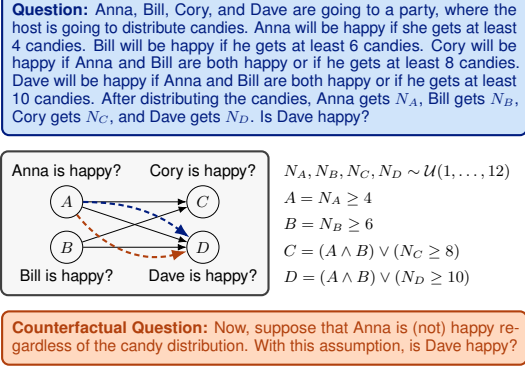 Question: Anna, Bill, Cory, and Dave are going to a party, where the
host is going to distribute candies. Anna will be happy if she gets at least
4 candies. Bill will be happy if he gets at least 6 candies. Cory will be
happy if Anna and Bill are both happy or if he gets at least 8 candies.
Dave will be happy if Anna and Bill are both happy or if he gets at least
10 candies. After distributing the candies, Anna gets N_A, Bill gets N_B,
Cory gets N_C, and Dave gets N_D. Is Dave happy?
Anna is happy? Cory is happy?
A C
B D
Bill is happy? Dave is happy?
N_A, N_B, N_C, N_D ∼ 𝒰(1, . . . , 12)
A = N_A ≥ 4
B = N_B ≥ 6
C = (A ∧ B) ∨ (N_C ≥ 8)
D = (A ∧ B) ∨ (N_D ≥ 10)
Counterfactual Question: Now, suppose that Anna is (not) happy re-
gardless of the candy distribution. With this assumption, is Dave happy?